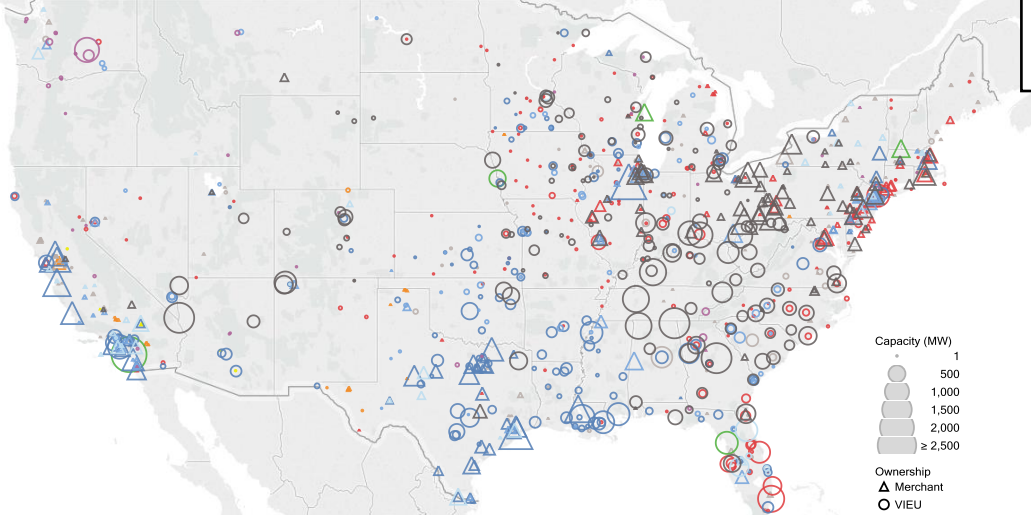 Capacity (MW)
1
500
1,000
1,500
2,000
≥ 2,500
Ownership
Merchant
VIEU